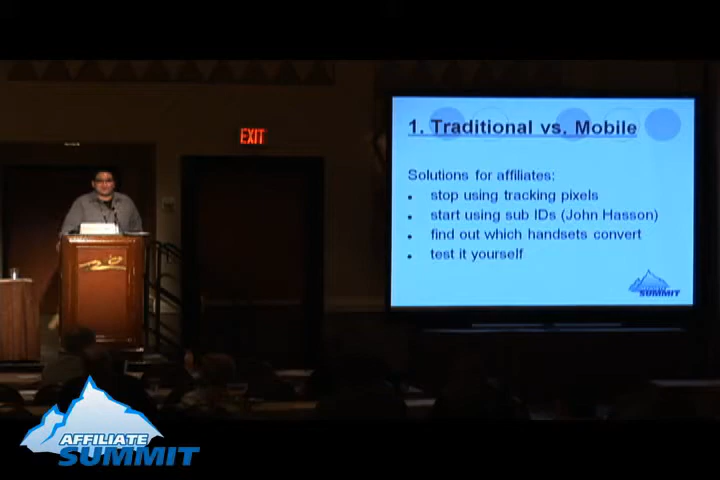 EXIT
1. Traditional vs. Mobile
Solutions for affiliates:
• stop using tracking pixels
• start using sub IDs (John Hasson)
• find out which handsets convert
• test it yourself
SUMMIT
AFFILIATE
SUMMIT